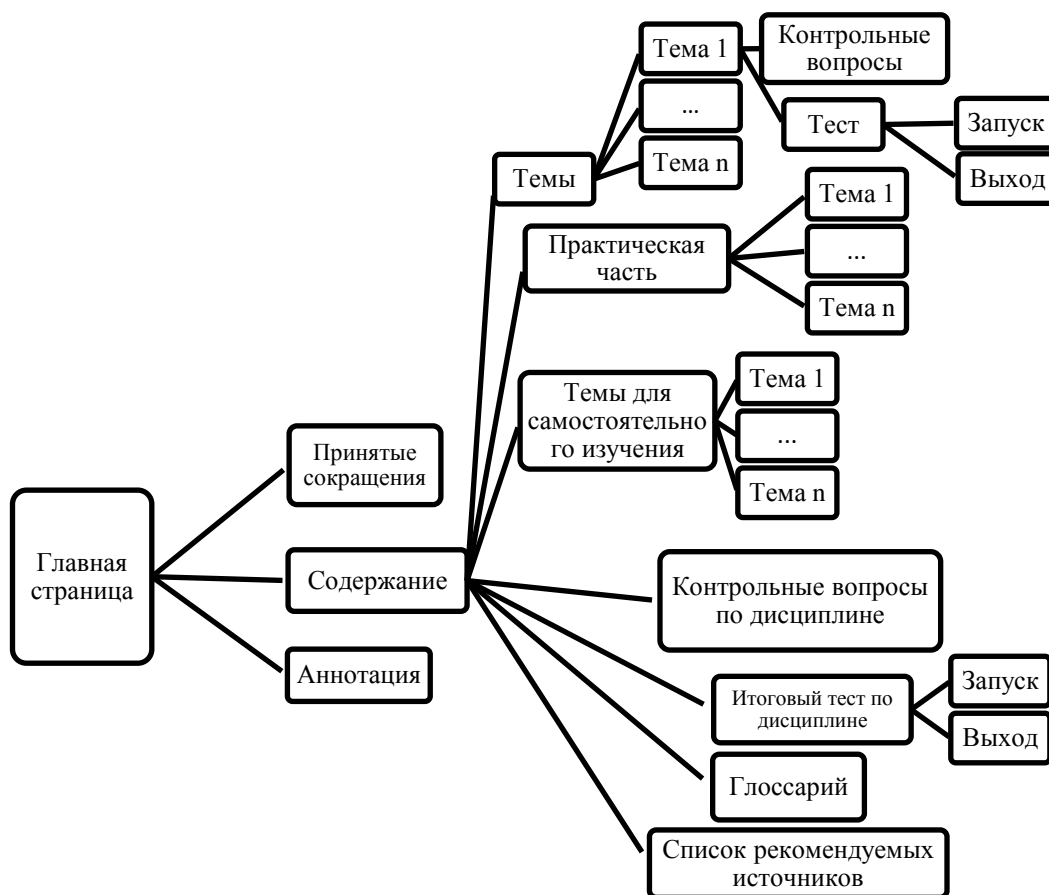 Тема 1
Контрольные
вопросы
...
Тест
Запуск
Темы
Тема n
Выход
Тема 1
Практическая
часть
...
Тема n
Темы для
самостоятельно
го изучения
Тема 1
...
Тема n
Принятые
сокращения
Главная
страница
Содержание
Контрольные вопросы
по дисциплине
Аннотация
Итоговый тест по
дисциплине
Запуск
Выход
Глоссарий
Список рекомендуемых
источников